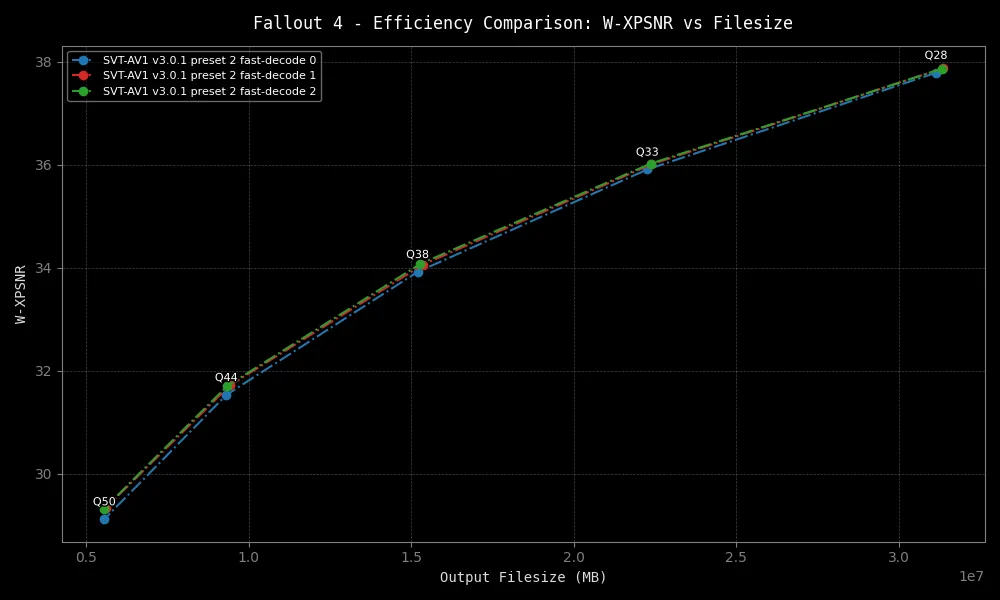 Fallout 4 - Efficiency Comparison: W-XPSNR vs Filesize
SVT-AV1 v3.0.1 preset 2 fast-decode 0
SVT-AV1 v3.0.1 preset 2 fast-decode 1
SVT-AV1 v3.0.1 preset 2 fast-decode 2
W-XPSNR
38
36
34
32
30
Q28
Q33
Q38
Q44
Q50
0.5
1.0
1.5
2.0
2.5
3.0
1e7
Output Filesize (MB)